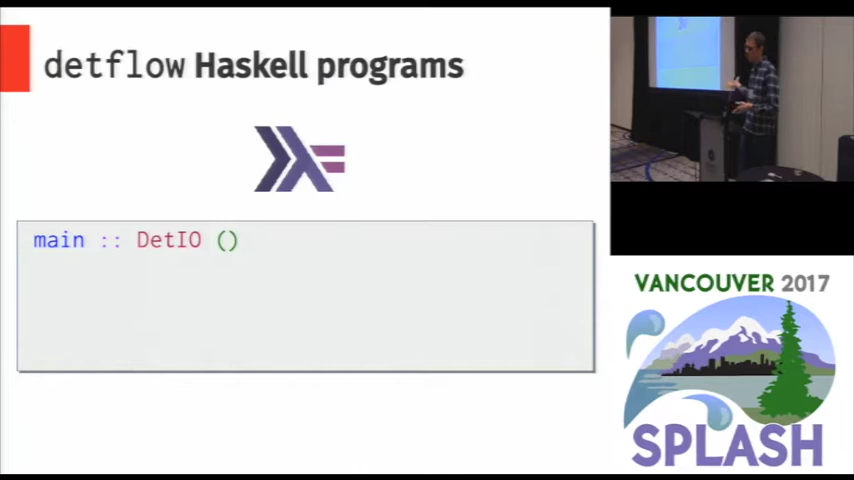 detflow Haskell programs
main :: DetIO ()
VANCOUVER 2017
SPLASH